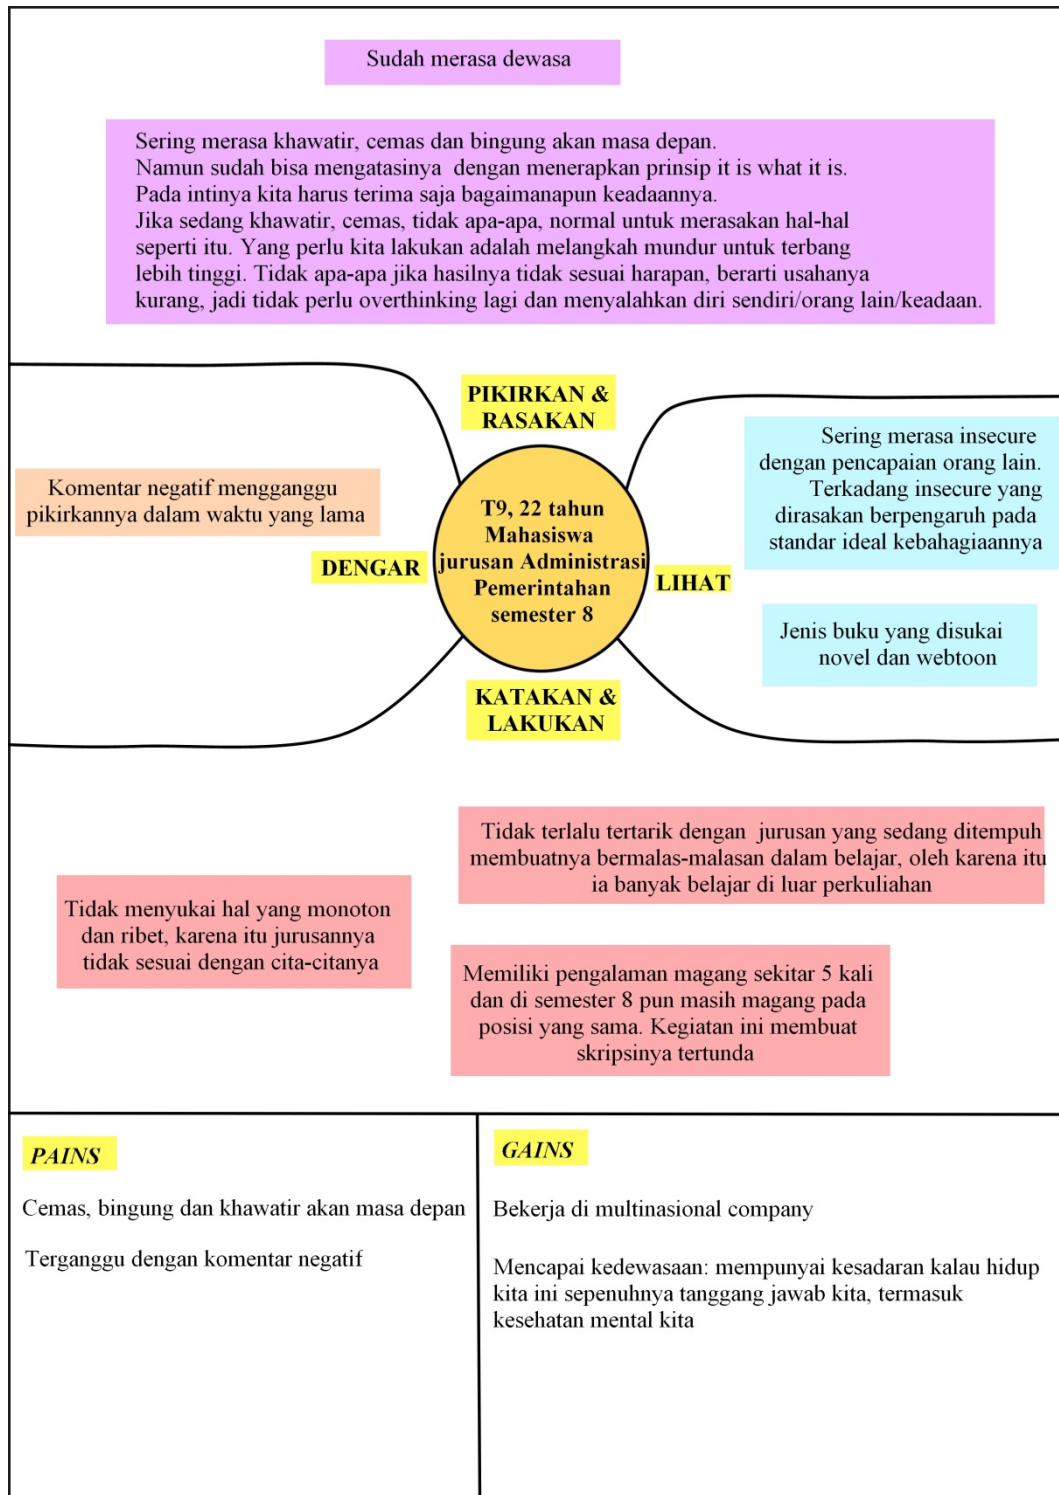 Sudah merasa dewasa
Sering merasa khawatir, cemas dan bingung akan masa depan.
Namun sudah bisa mengatasinya dengan menerapkan prinsip it is what it is.
Pada intinya kita harus terima saja bagaimanapun keadaannya.
Jika sedang khawatir, cemas, tidak apa-apa, normal untuk merasakan hal-hal
seperti itu. Yang perlu kita lakukan adalah melangkah mundur untuk terbang
lebih tinggi. Tidak apa-apa jika hasilnya tidak sesuai harapan, berarti usahanya
kurang, jadi tidak perlu overthinking lagi dan menyalahkan diri sendiri/orang lain/keadaan.
PIKIRKAN &
RASAKAN
Komentar negatif mengganggu
pikirkannya dalam waktu yang lama
DENGAR
T9, 22 tahun
Mahasiswa
jurusan Administrasi
Pemerintahan
semester 8
LIHAT
Sering merasa insecure
dengan pencapaian orang lain.
Terkadang insecure yang
dirasakan berpengaruh pada
standar ideal kebahagiaannya
Jenis buku yang disukai
novel dan webtoon
KATAKAN &
LAKUKAN
Tidak terlalu tertarik dengan jurusan yang sedang ditempuh
membuatnya bermalas-malasan dalam belajar, oleh karena itu
ia banyak belajar di luar perkuliahan
Tidak menyukai hal yang monoton
dan ribet, karena itu jurusannya
tidak sesuai dengan cita-citanya
Memiliki pengalaman magang sekitar 5 kali
dan di semester 8 pun masih magang pada
posisi yang sama. Kegiatan ini membuat
skripsinya tertunda
PAINS
Cemas, bingung dan khawatir akan masa depan
Terganggu dengan komentar negatif
GAINS
Bekerja di multinasional company
Mencapai kedewasaan: mempunyai kesadaran kalau hidup
kita ini sepenuhnya tanggang jawab kita, termasuk
kesehatan mental kita